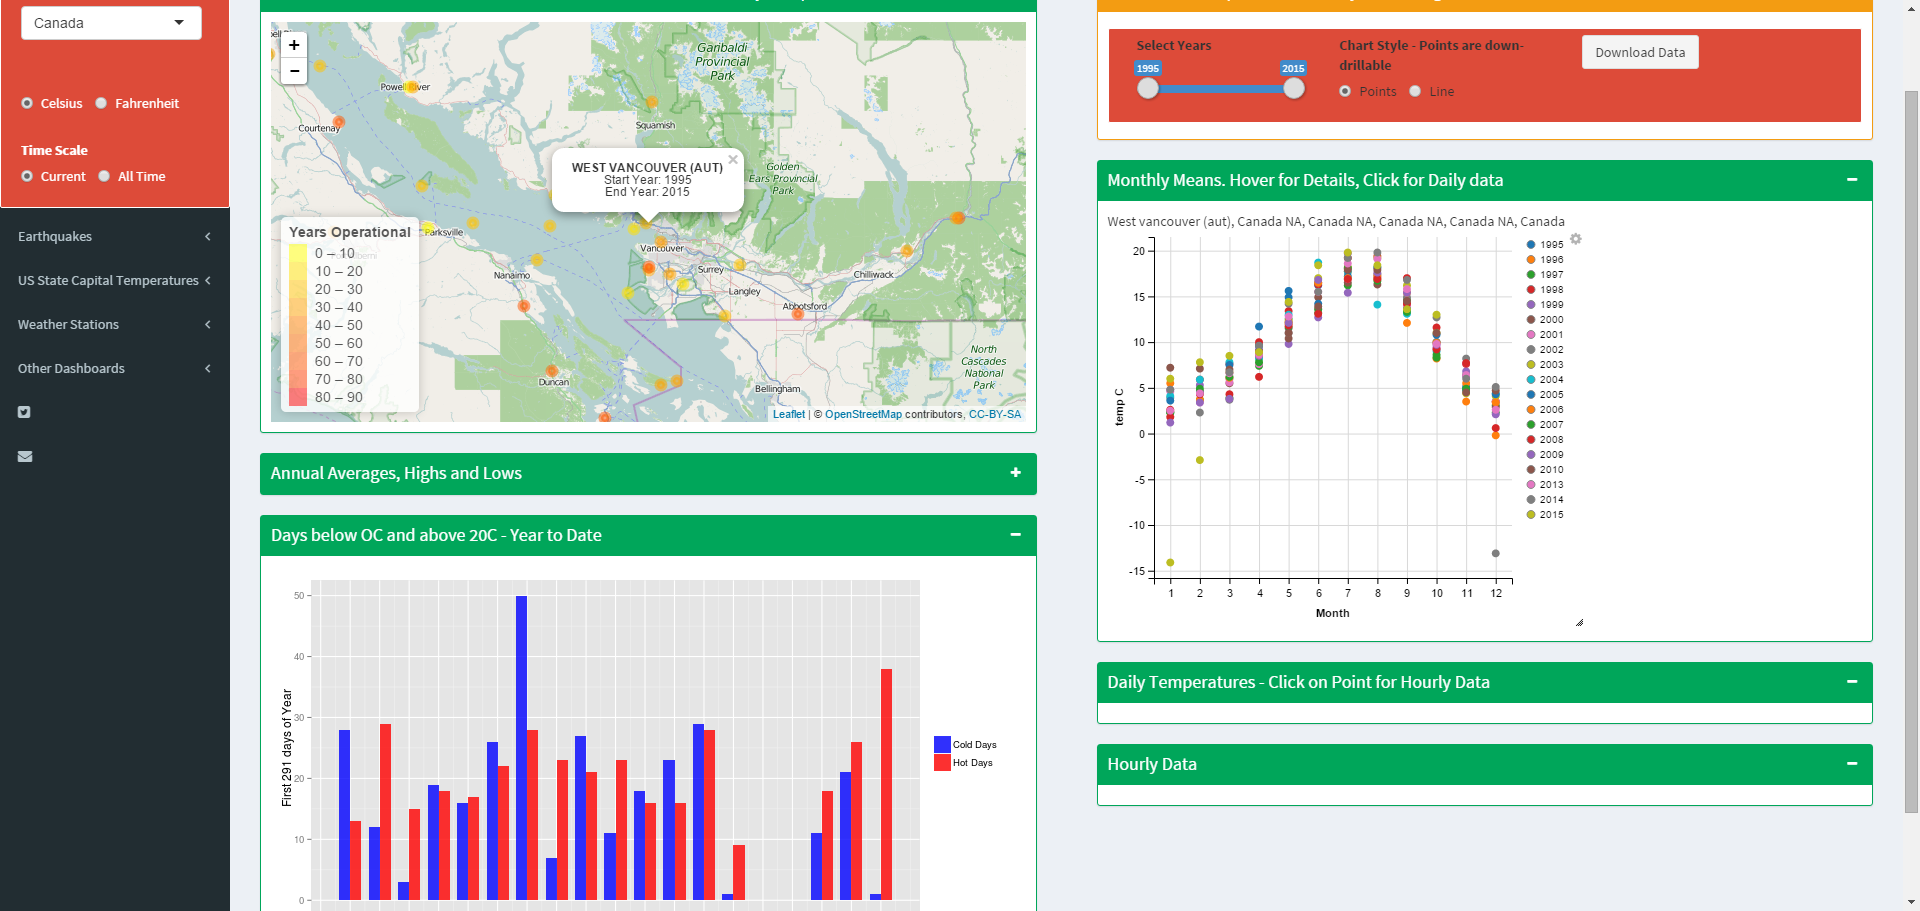 Canada
Celsius
Fahrenheit
Time Scale
Current
All Time
Earthquakes
US State Capital Temperatures
Weather Stations
Other Dashboards
+
−
Garibaldi
Provincial
Park
Powell River
Courtenay
Squamish
Golden
Ears Provincial
Park
WEST VANCOUVER (AUT)
Start Year: 1995
End Year: 2015
×
Parksville
Vancouver
Nanaimo
Surrey
Langley
Chilliwack
Abbotsford
Duncan
Bellingham
North
Cascades
National
Park
Years Operational
0 – 10
10 – 20
20 – 30
30 – 40
40 – 50
50 – 60
60 – 70
70 – 80
80 – 90
Leaflet | © OpenStreetMap contributors, CC-BY-SA
Annual Averages, Highs and Lows
Days below OC and above 20C - Year to Date
First 291 days of Year
50
40
30
20
10
0
Cold Days
Hot Days
Select Years
1995
2015
Chart Style - Points are down-
drillable
Points
Line
Download Data
Monthly Means. Hover for Details, Click for Daily data
West vancouver (aut), Canada NA, Canada NA, Canada NA, Canada NA, Canada
temp C
20
15
10
5
0
-5
-10
-15
1 2 3 4 5 6 7 8 9 10 11 12
Month
1995
1996
1997
1998
1999
2000
2001
2002
2003
2004
2005
2006
2007
2008
2009
2010
2013
2014
2015
Daily Temperatures - Click on Point for Hourly Data
Hourly Data